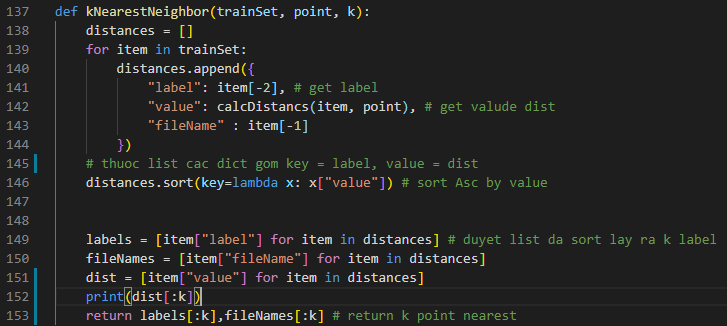 137 def kNearestNeighbor(trainSet, point, k):
138     distances = []
139     for item in trainSet:
140         distances.append({
141             "label": item[-2], # get label
142             "value": calcDistancs(item, point), # get valude dist
143             "fileName" : item[-1]
144         })
145     # thuoc list cac dict gom key = label, value = dist
146     distances.sort(key=lambda x: x["value"]) # sort Asc by value
147
148
149     labels = [item["label"] for item in distances] # duyet list da sort lay ra k label
150     fileNames = [item["fileName"] for item in distances]
151     dist = [item["value"] for item in distances]
152     print(dist[:k])
153     return labels[:k],fileNames[:k] # return k point nearest